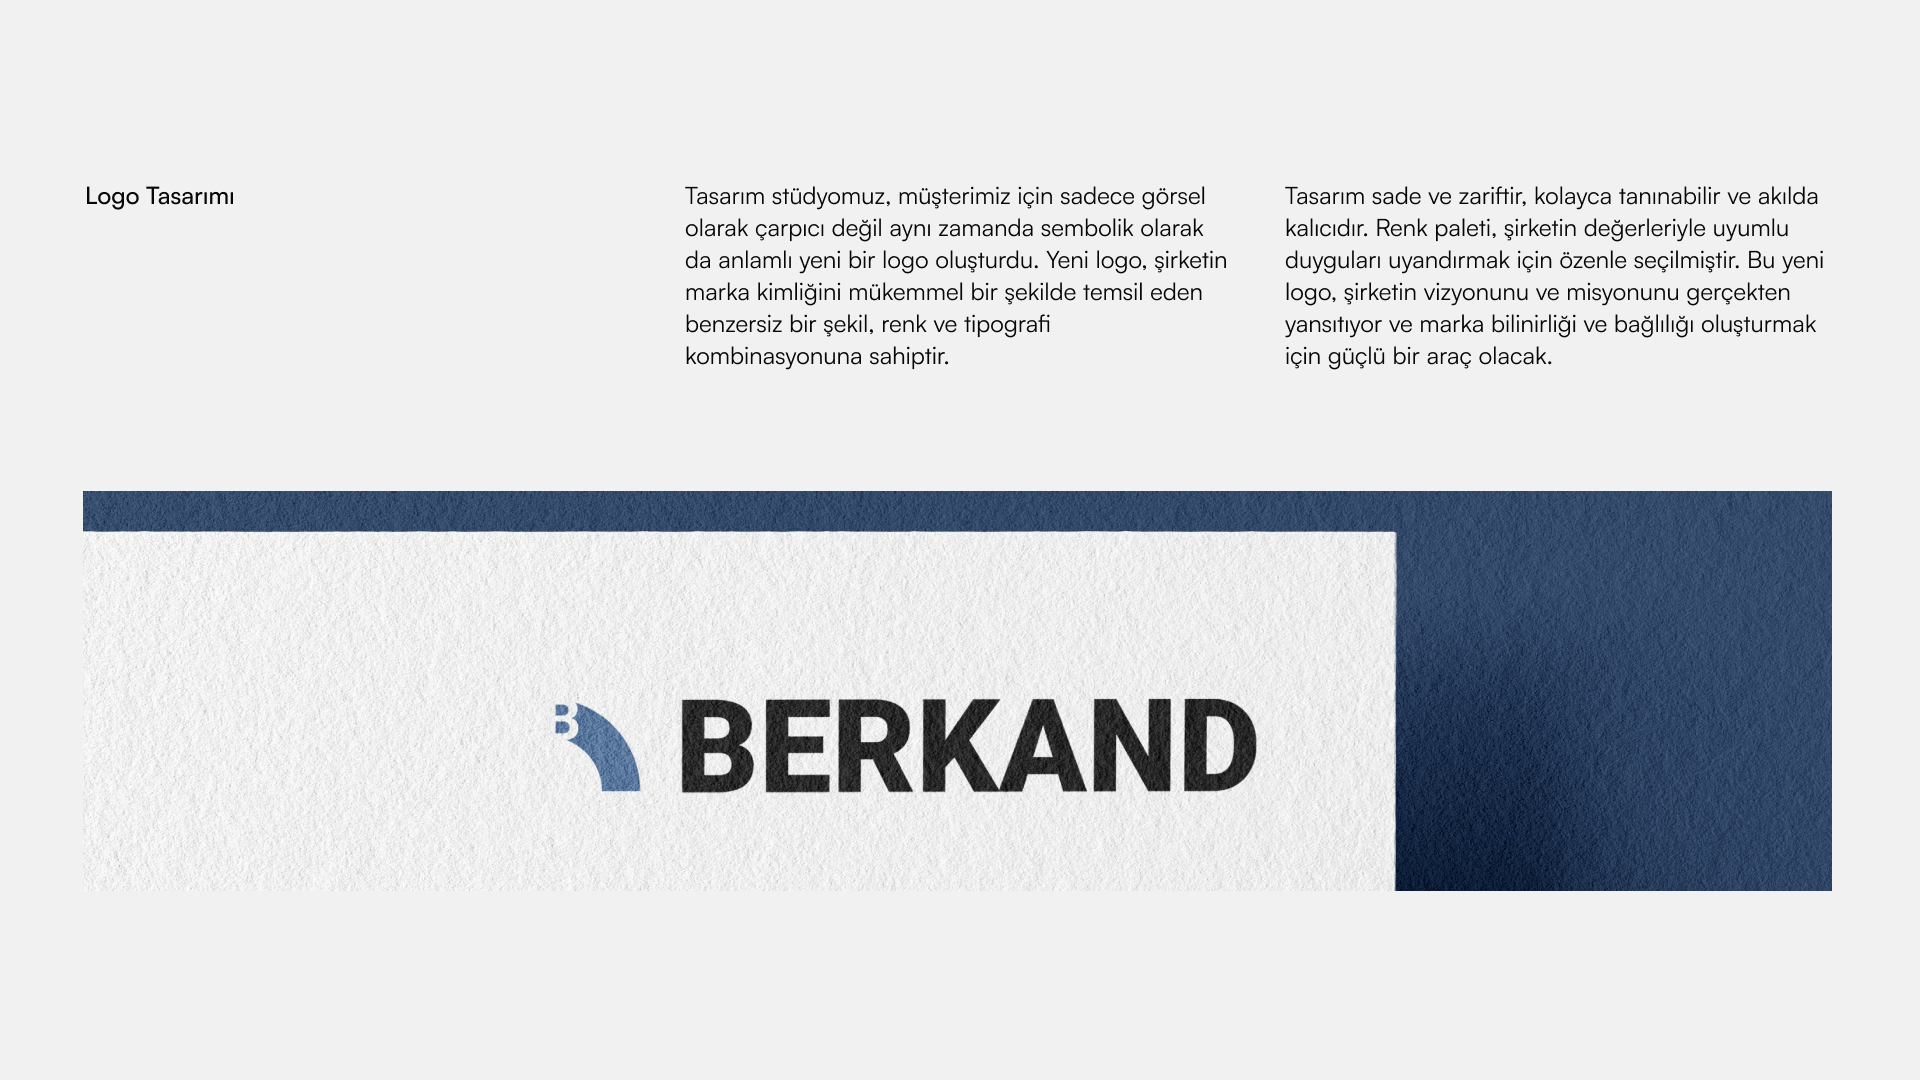 Logo Tasarımı
Tasarım stüdyomuz, müşterimiz için sadece görsel
olarak çarpıcı değil aynı zamanda sembolik olarak
da anlamlı yeni bir logo oluşturdu. Yeni logo, şirketin
marka kimliğini mükemmel bir şekilde temsil eden
benzersiz bir şekil, renk ve tipografi
kombinasyonuna sahiptir.
Tasarım sade ve zariftir, kolayca tanınabilir ve akılda
kalıcıdır. Renk paleti, şirketin değerleriyle uyumlu
duyguları uyandırmak için özenle seçilmiştir. Bu yeni
logo, şirketin vizyonunu ve misyonunu gerçekten
yansıtıyor ve marka bilinirliği ve bağlılığı oluşturmak
için güçlü bir araç olacak.
B
BERKAND